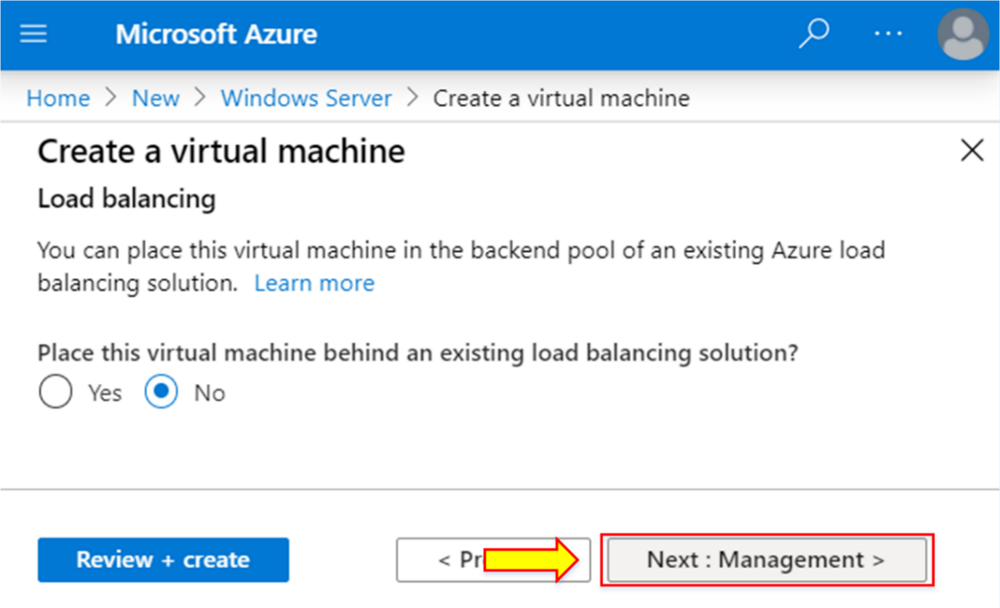 Microsoft Azure
Home > New > Windows Server > Create a virtual machine
Create a virtual machine
Load balancing
You can place this virtual machine in the backend pool of an existing Azure load
balancing solution. Learn more
Place this virtual machine behind an existing load balancing solution?
Yes No
Review + create < Pr Next : Management >